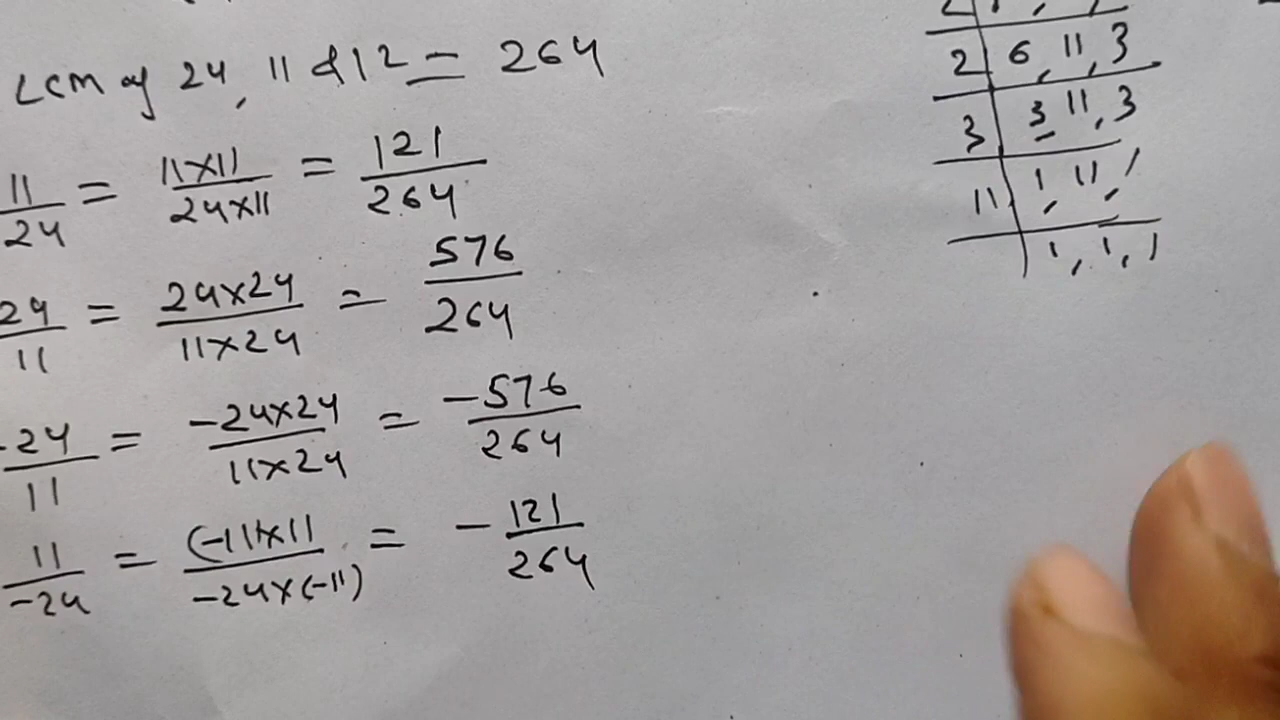 LCM of 24, 11 & 12 = 264
11/24 = 11×11/24×11 = 121/264
24/11 = 24×24/11×24 = 576/264
-24/11 = -24×24/11×24 = -576/264
11/-24 = (-11)×11/-24×(-11) = -121/264
2 | 6, 11, 3
3 | 3, 11, 3
11 | 1, 11, 1
1, 1, 1